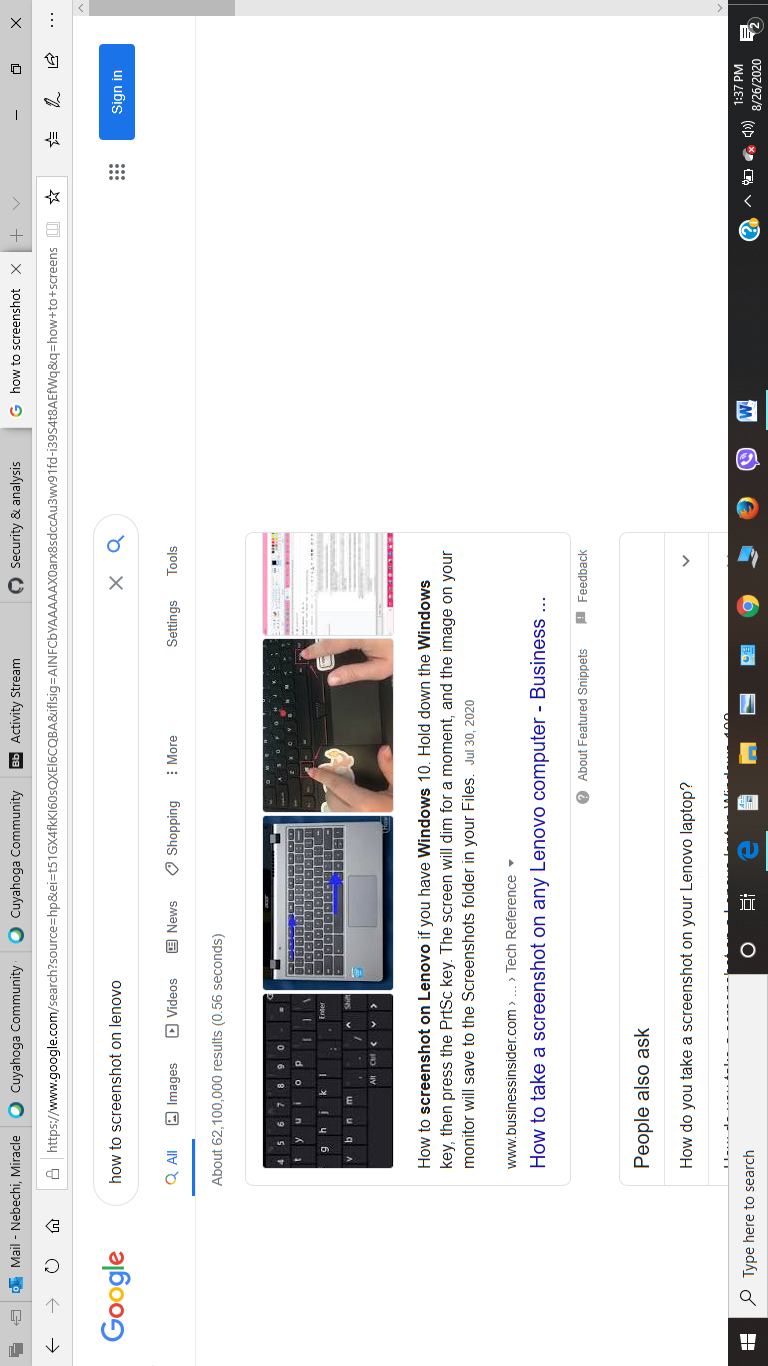 Mail - Nebechi, Miracle
Cuyahoga Community
Cuyahoga Community
Bb Activity Stream
Security & analysis
how to screenshot
https://www.google.com/search?source=hp&ei=t51GX4fkKI60sQXEl6CQBA&iflsig=AINFCbYAAAAAX0arx8sdccAu3wv91fd-i39S4t8AEfWq&q=how+to+screens
Google
how to screenshot on lenovo
Sign in
All
Images
Videos
News
Shopping
More
Settings
Tools
About 62,100,000 results (0.56 seconds)
How to screenshot on Lenovo if you have Windows 10. Hold down the Windows
key, then press the PrtSc key. The screen will dim for a moment, and the image on your
monitor will save to the Screenshots folder in your Files. Jul 30, 2020
www.businessinsider.com › ... › Tech Reference
How to take a screenshot on any Lenovo computer - Business ...
About Featured Snippets
Feedback
People also ask
How do you take a screenshot on your Lenovo laptop?
Type here to search
1:37 PM
8/26/2020
2